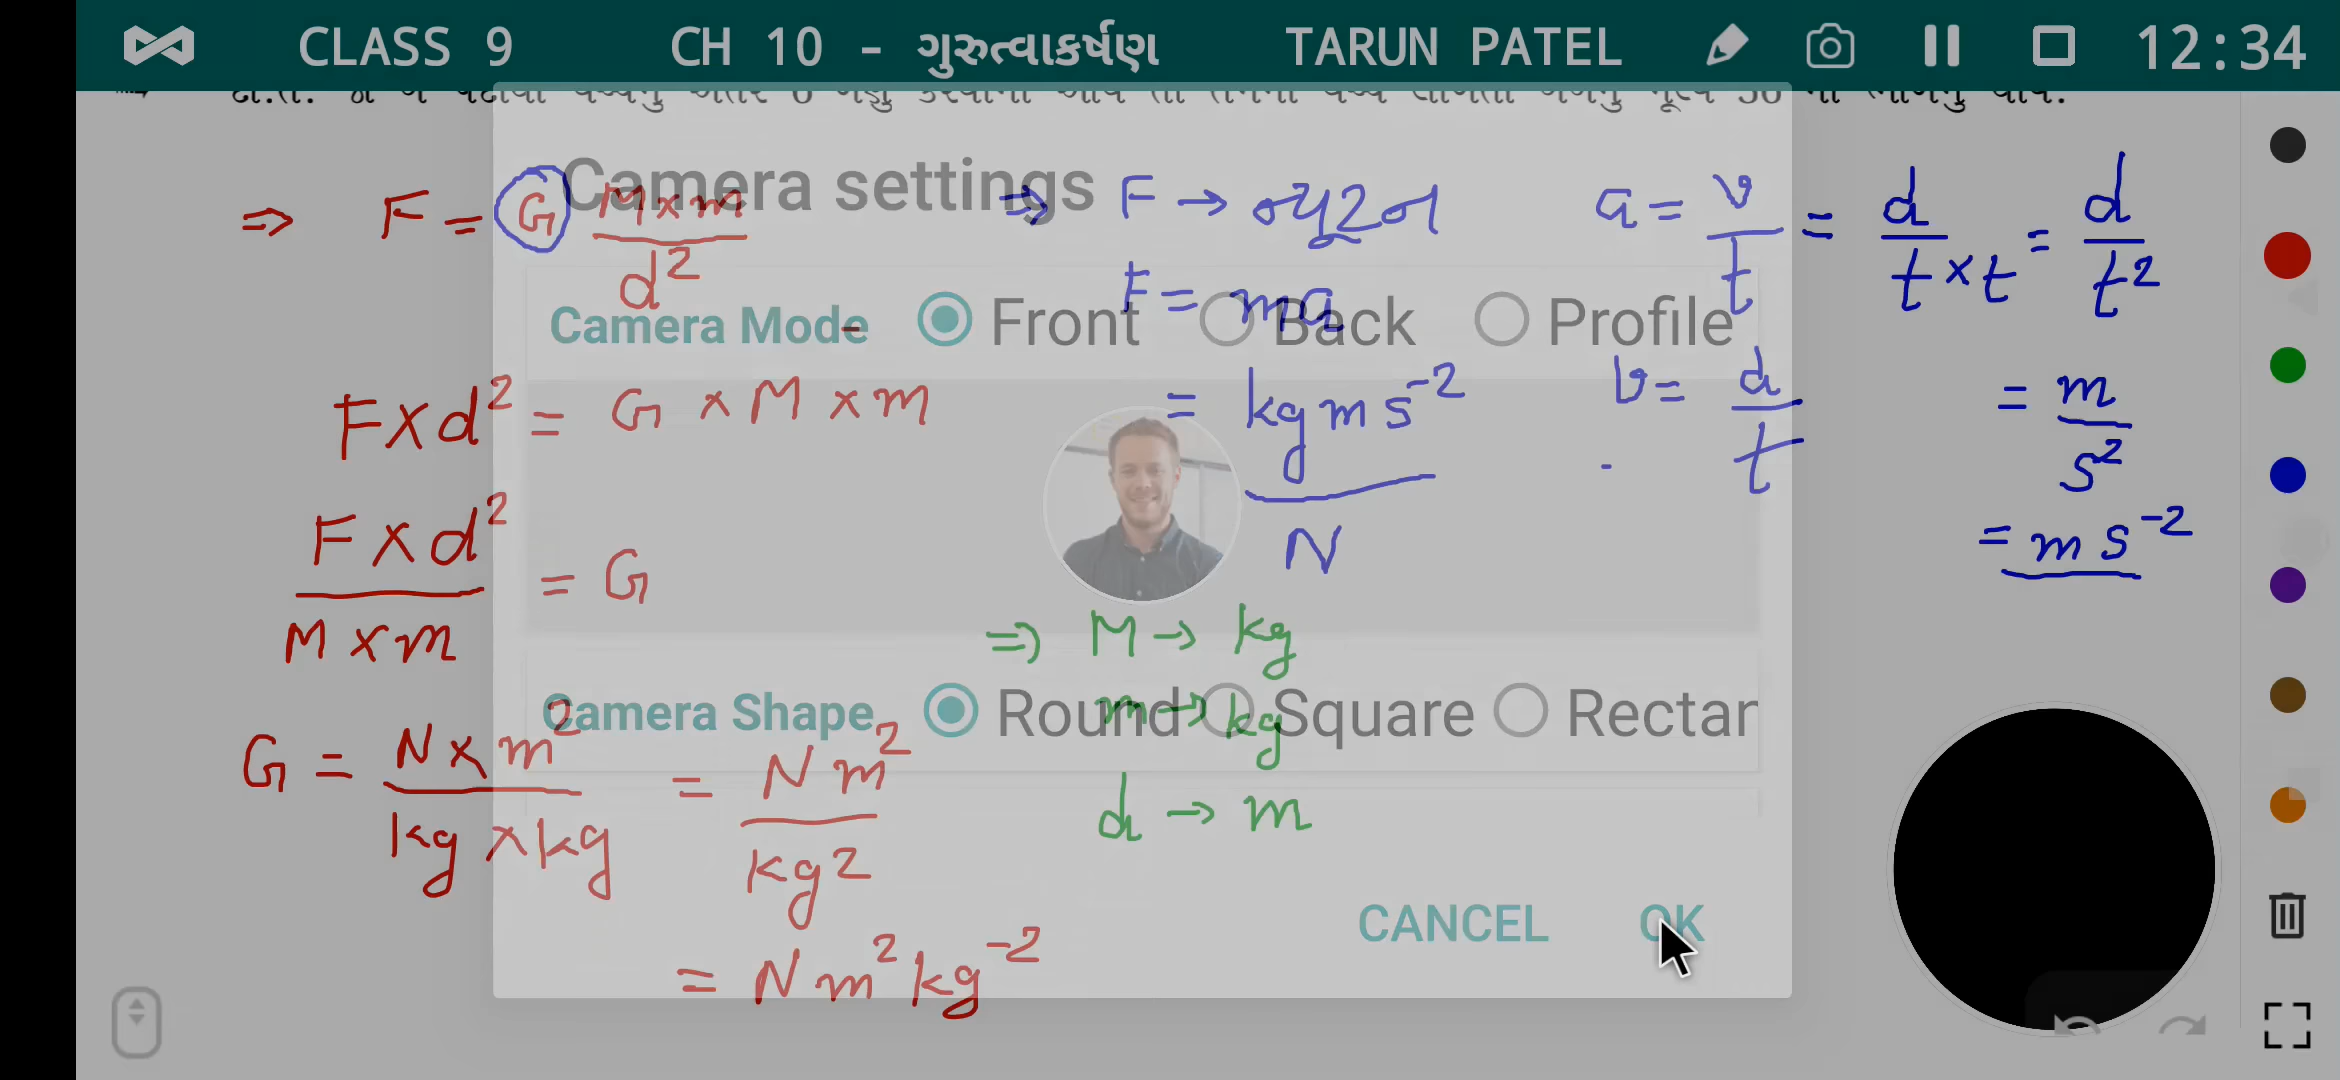 CLASS 9 CH 10 - ગુરુત્વાકર્ષણ TARUN PATEL 12:34
Camera settings
Camera Mode Front Back Profile
Camera Shape Round Square Rectan
CANCEL OK
⇒ F = G M × m / d²
F × d² = G × M × m
F × d² / M × m = G
G = N × m² / kg × kg = N m² / kg²
= N m² kg⁻²
⇒ F → ન્યુટન
F = ma
= kg m s⁻²
N
⇒ M → kg
m → kg
d → m
a = v / t = d / t × t = d / t²
v = d / t
= m / s²
= m s⁻²